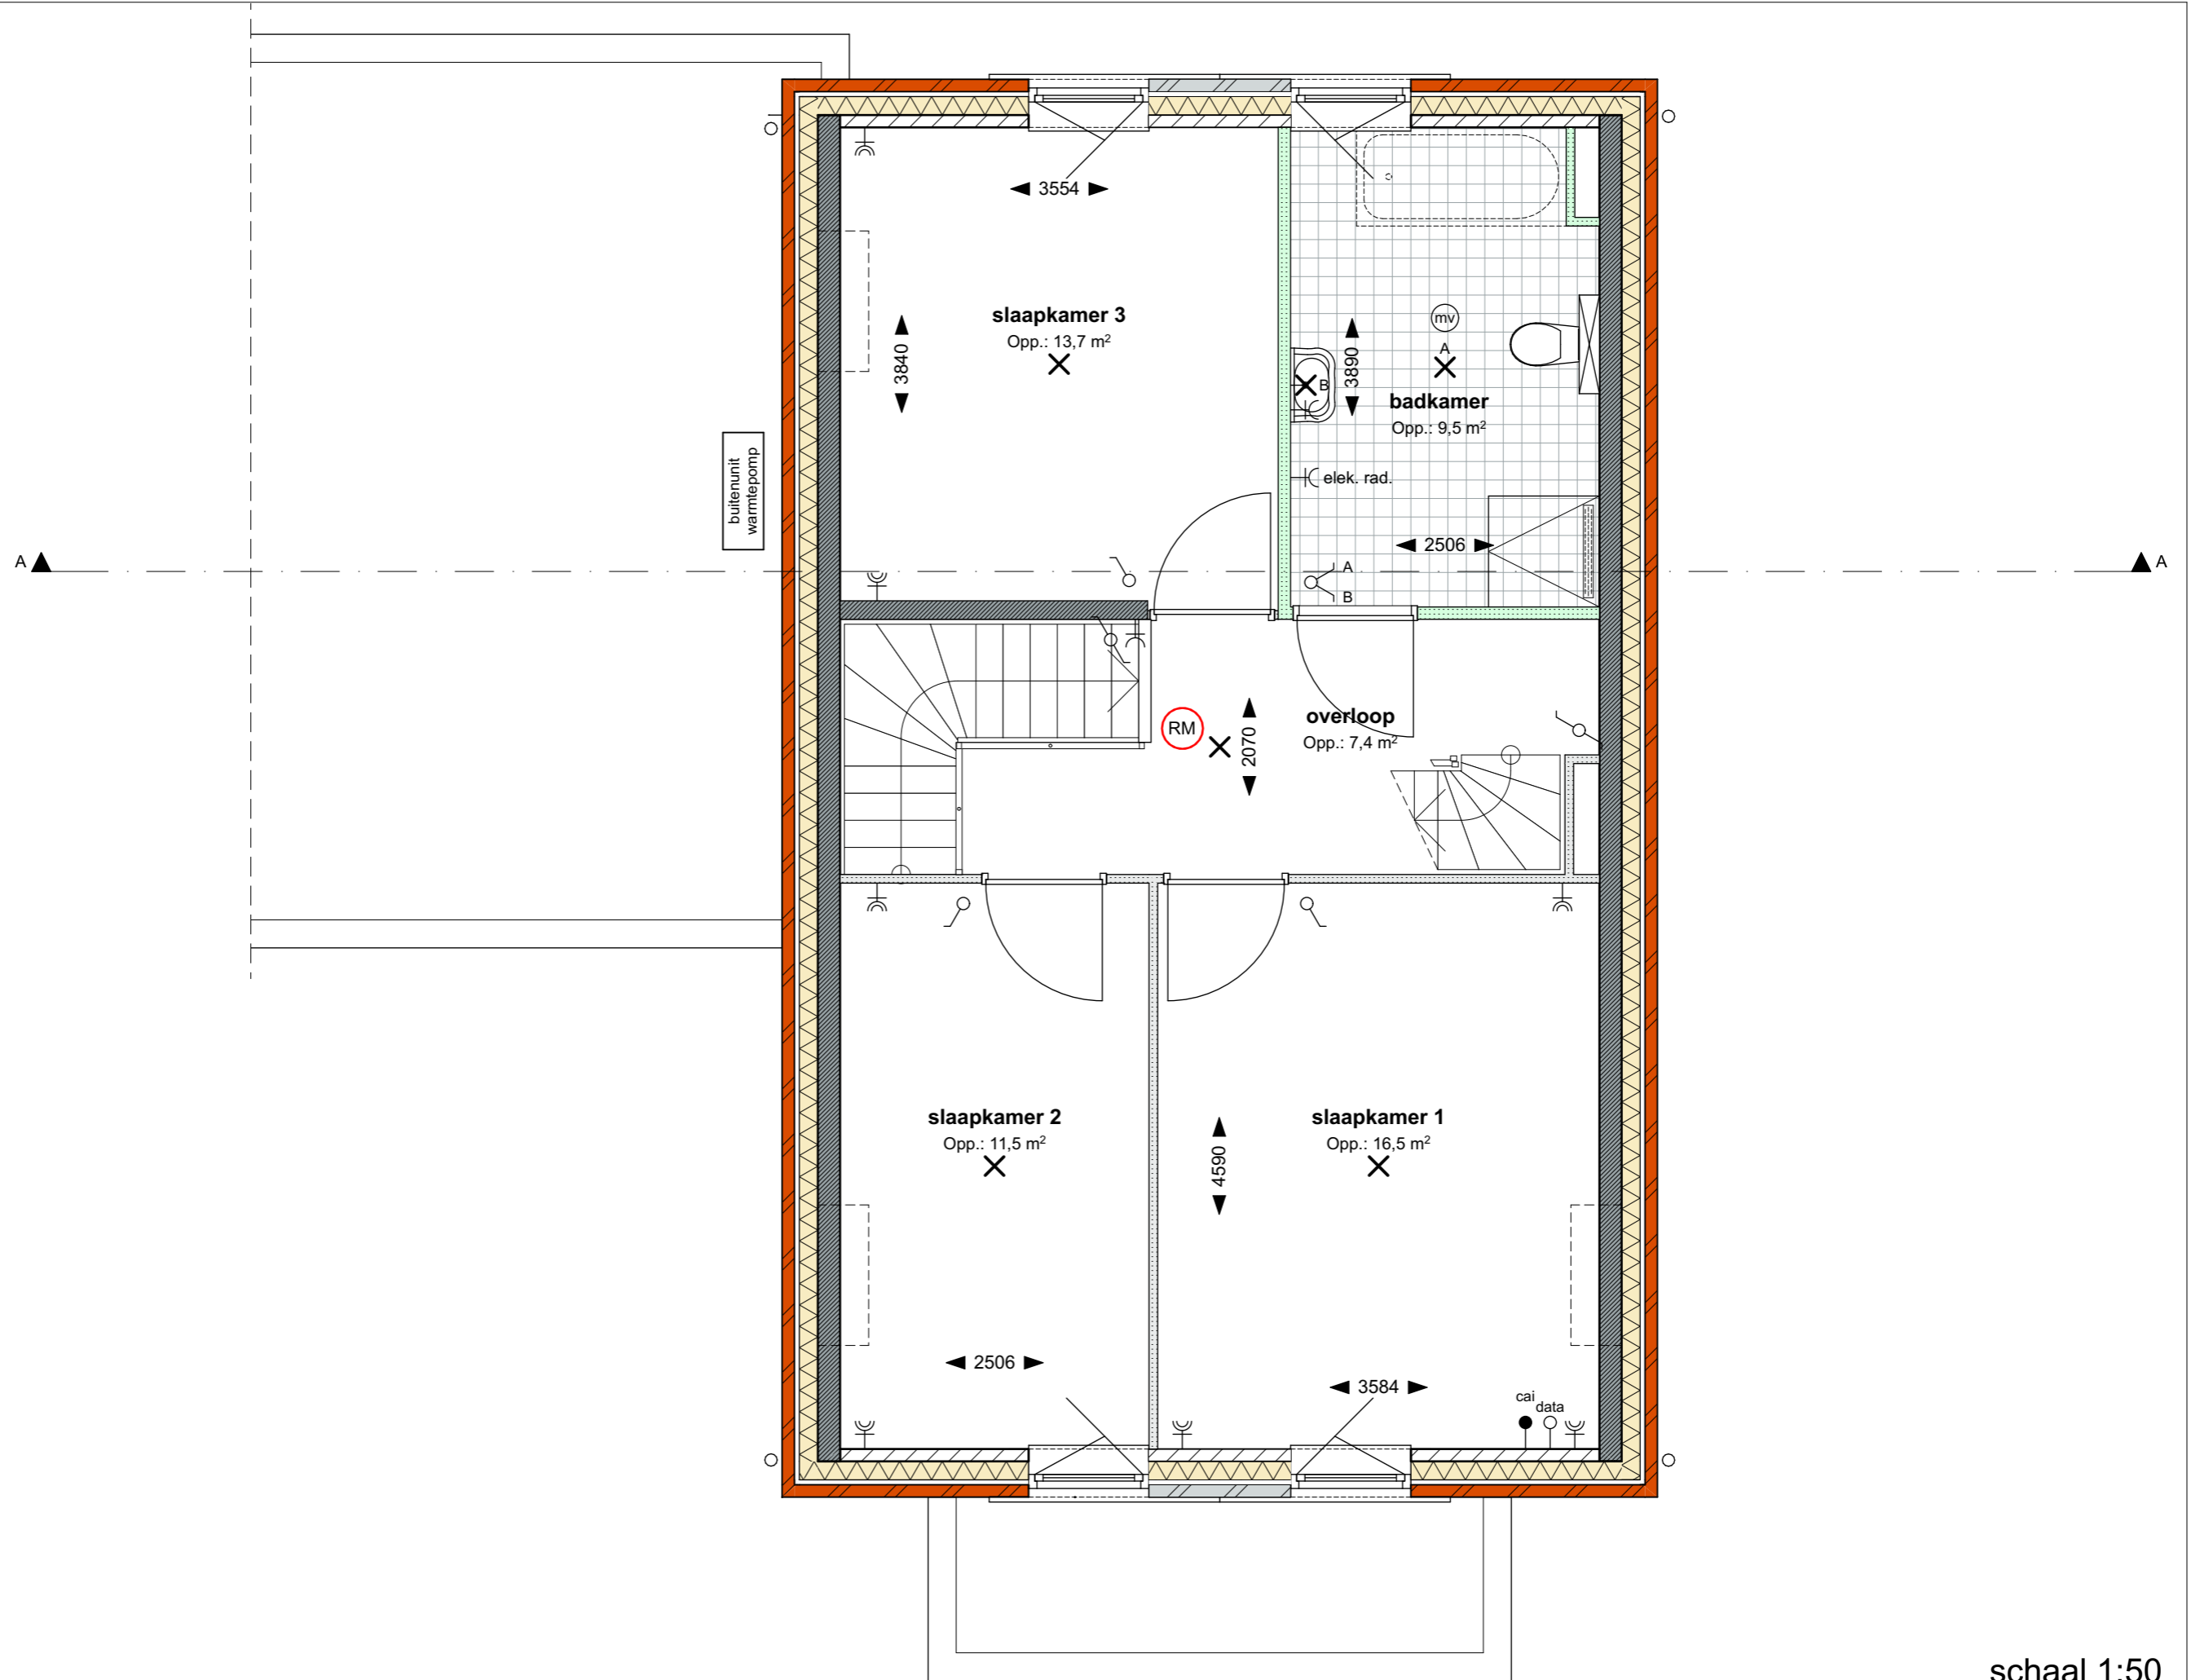 3554
slaapkamer 3
Opp.: 13,7 m²
3840
mv
A
B
3890
badkamer
Opp.: 9,5 m²
buitenunit
warmtepomp
elek. rad.
2506
A
A
A
B
RM
2070
overloop
Opp.: 7,4 m²
slaapkamer 2
Opp.: 11,5 m²
slaapkamer 1
Opp.: 16,5 m²
4590
2506
3584
cai
data
schaal 1:50